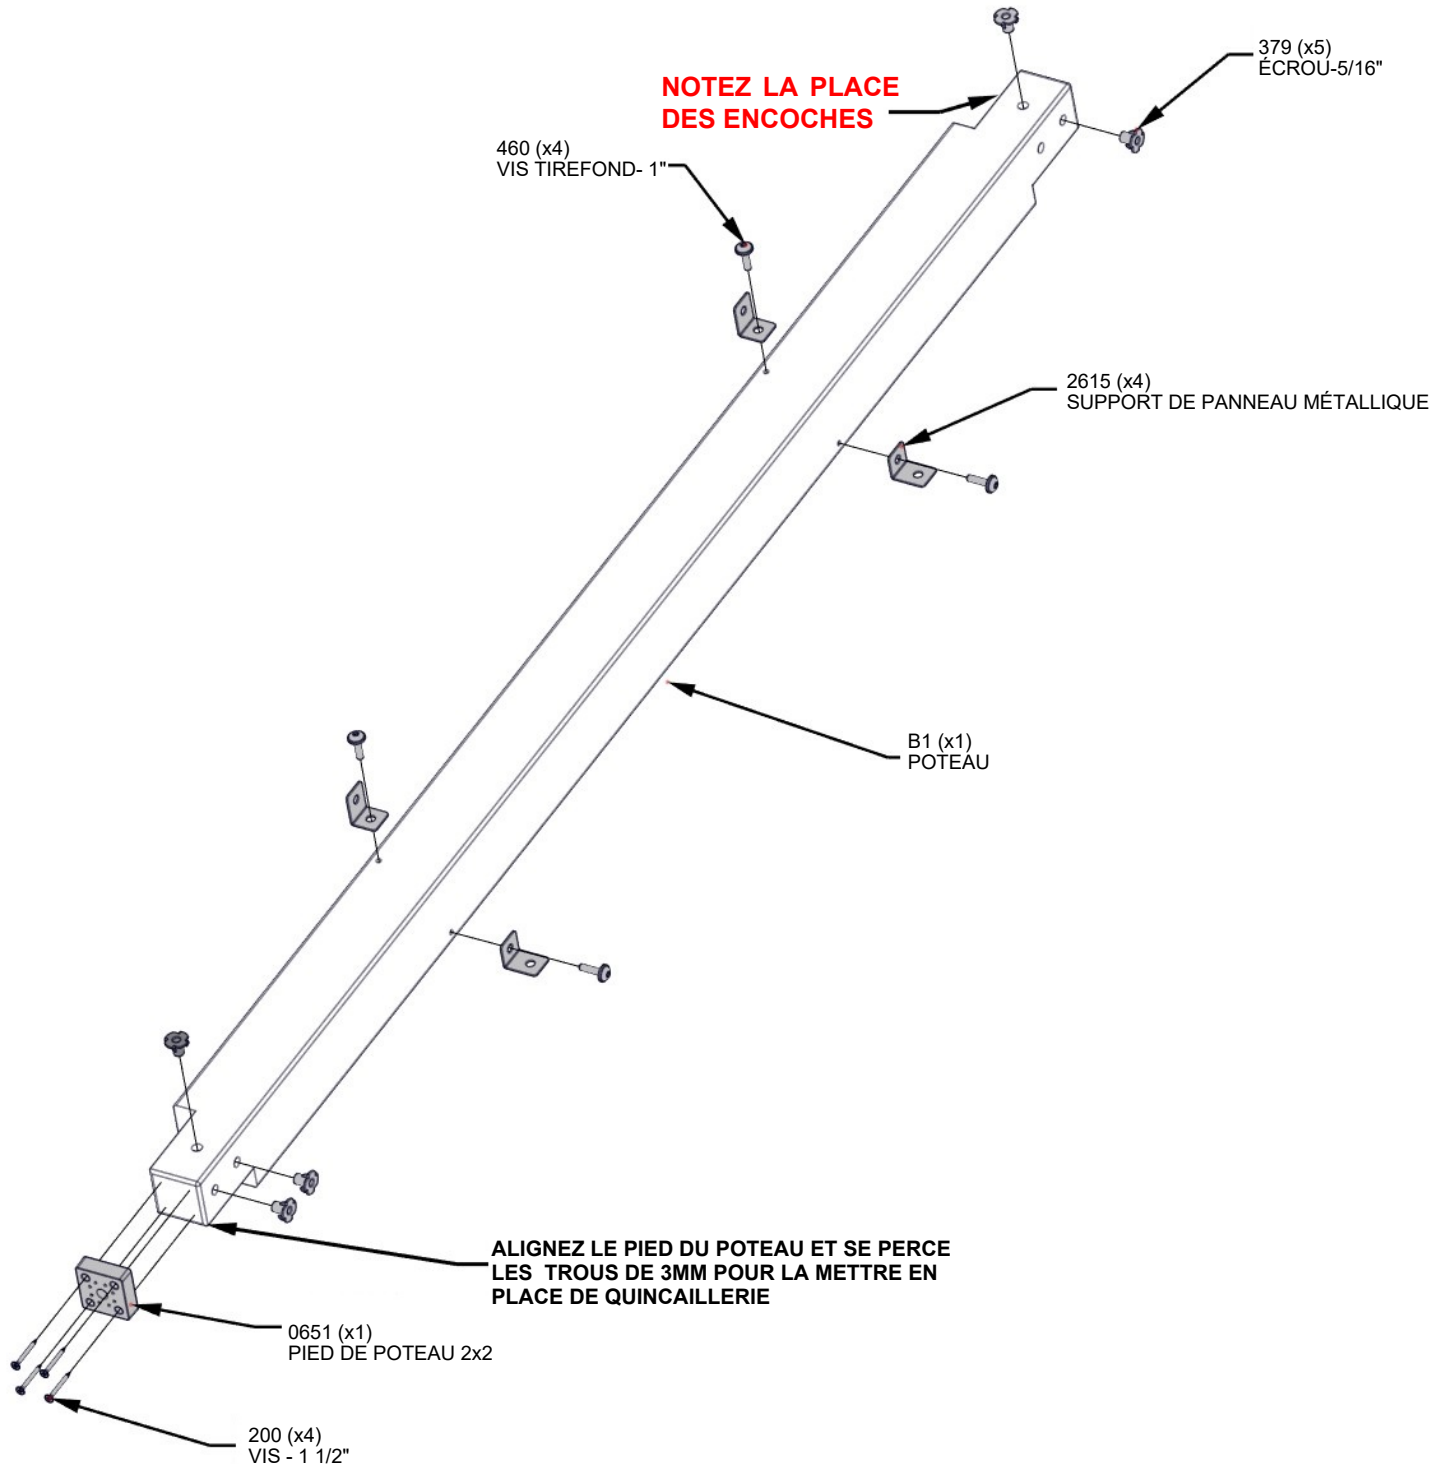 379 (x5)
ÉCROU-5/16"
NOTEZ LA PLACE
DES ENCOCHES
460 (x4)
VIS TIREFOND- 1"
2615 (x4)
SUPPORT DE PANNEAU MÉTALLIQUE
B1 (x1)
POTEAU
ALIGNEZ LE PIED DU POTEAU ET SE PERCE
LES TROUS DE 3MM POUR LA METTRE EN
PLACE DE QUINCAILLERIE
0651 (x1)
PIED DE POTEAU 2x2
200 (x4)
VIS - 1 1/2"